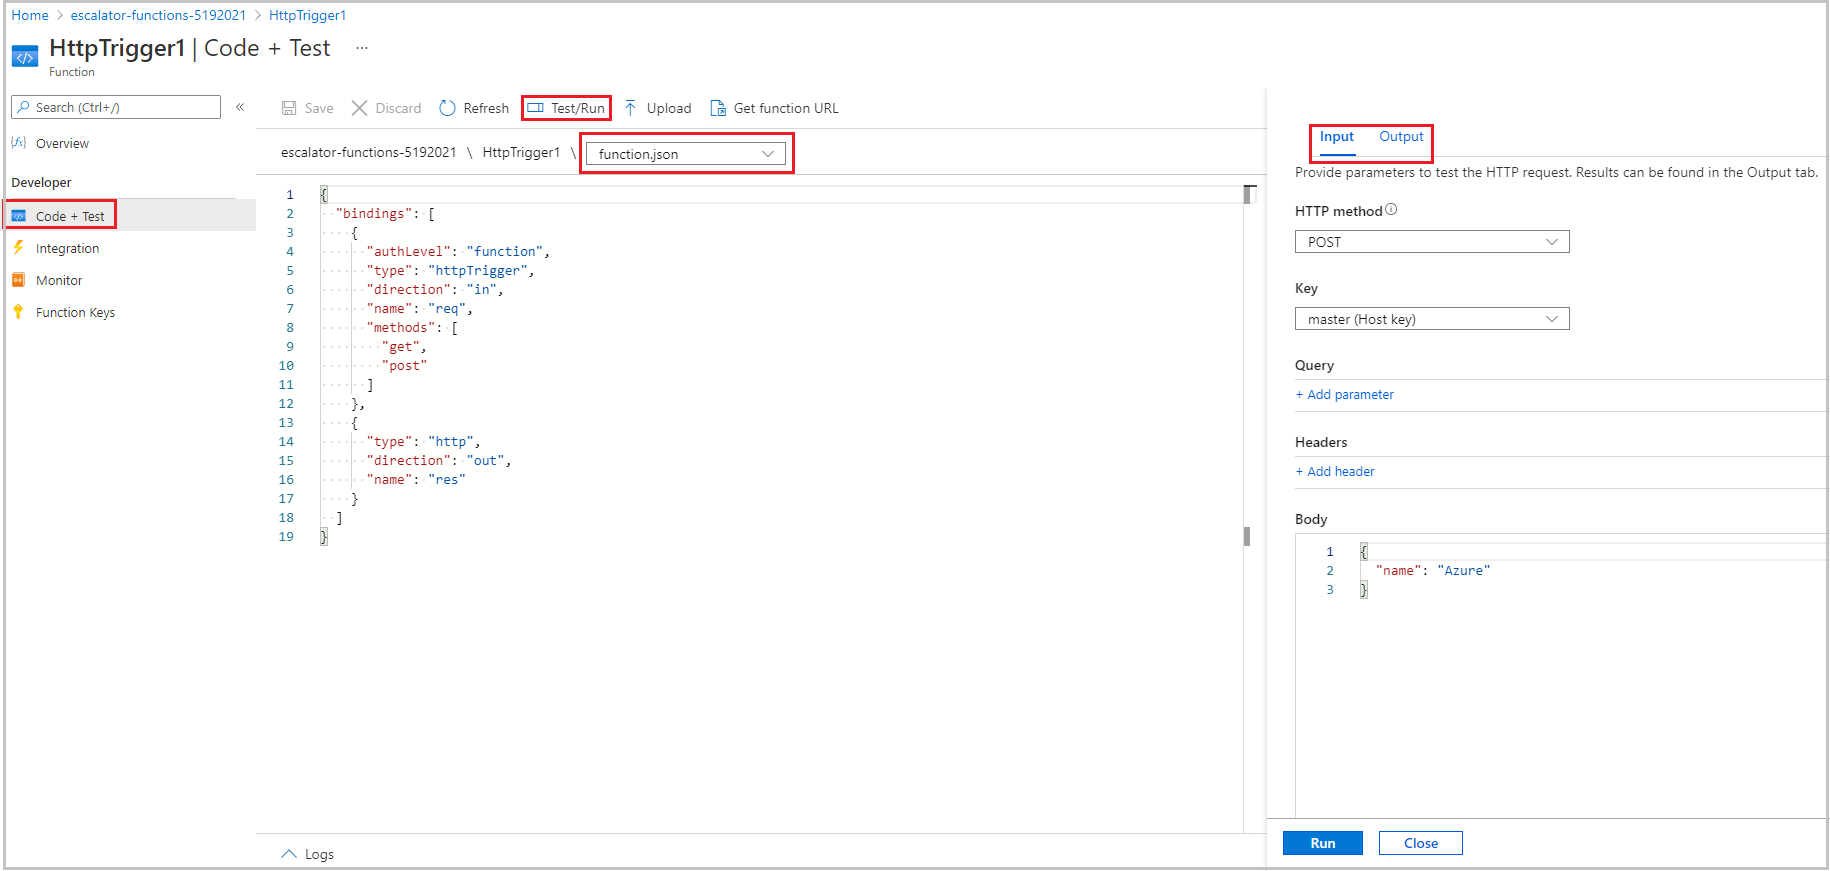 Home > escalator-functions-5192021 > HttpTrigger1
HttpTrigger1 | Code + Test ...
Function
Search (Ctrl+/)
«
Overview
Developer
Code + Test
Integration
Monitor
Function Keys
Save
Discard
Refresh
Test/Run
Upload
Get function URL
escalator-functions-5192021 \ HttpTrigger1 \ function.json
1 {
2 "bindings": [
3 {
4 "authLevel": "function",
5 "type": "httpTrigger",
6 "direction": "in",
7 "name": "req",
8 "methods": [
9 "get",
10 "post"
11 ]
12 },
13 {
14 "type": "http",
15 "direction": "out",
16 "name": "res"
17 }
18 ]
19 }
Logs
Input Output
Provide parameters to test the HTTP request. Results can be found in the Output tab.
HTTP method
POST
Key
master (Host key)
Query
+ Add parameter
Headers
+ Add header
Body
1 {
2 "name": "Azure"
3 }
Run
Close